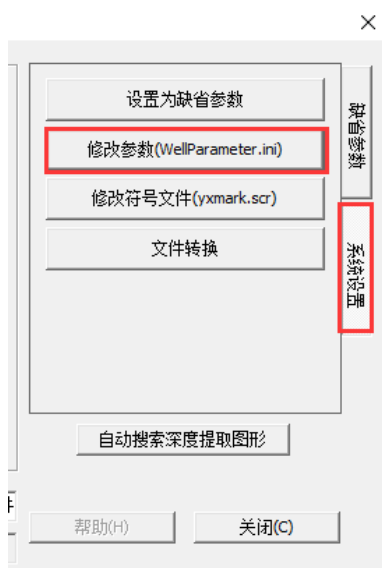 设置为缺省参数
修改参数(WellParameter.ini)
修改符号文件(yxmark.scr)
文件转换
缺省参数
系统设置
自动搜索深度提取图形
帮助(H)
关闭(C)